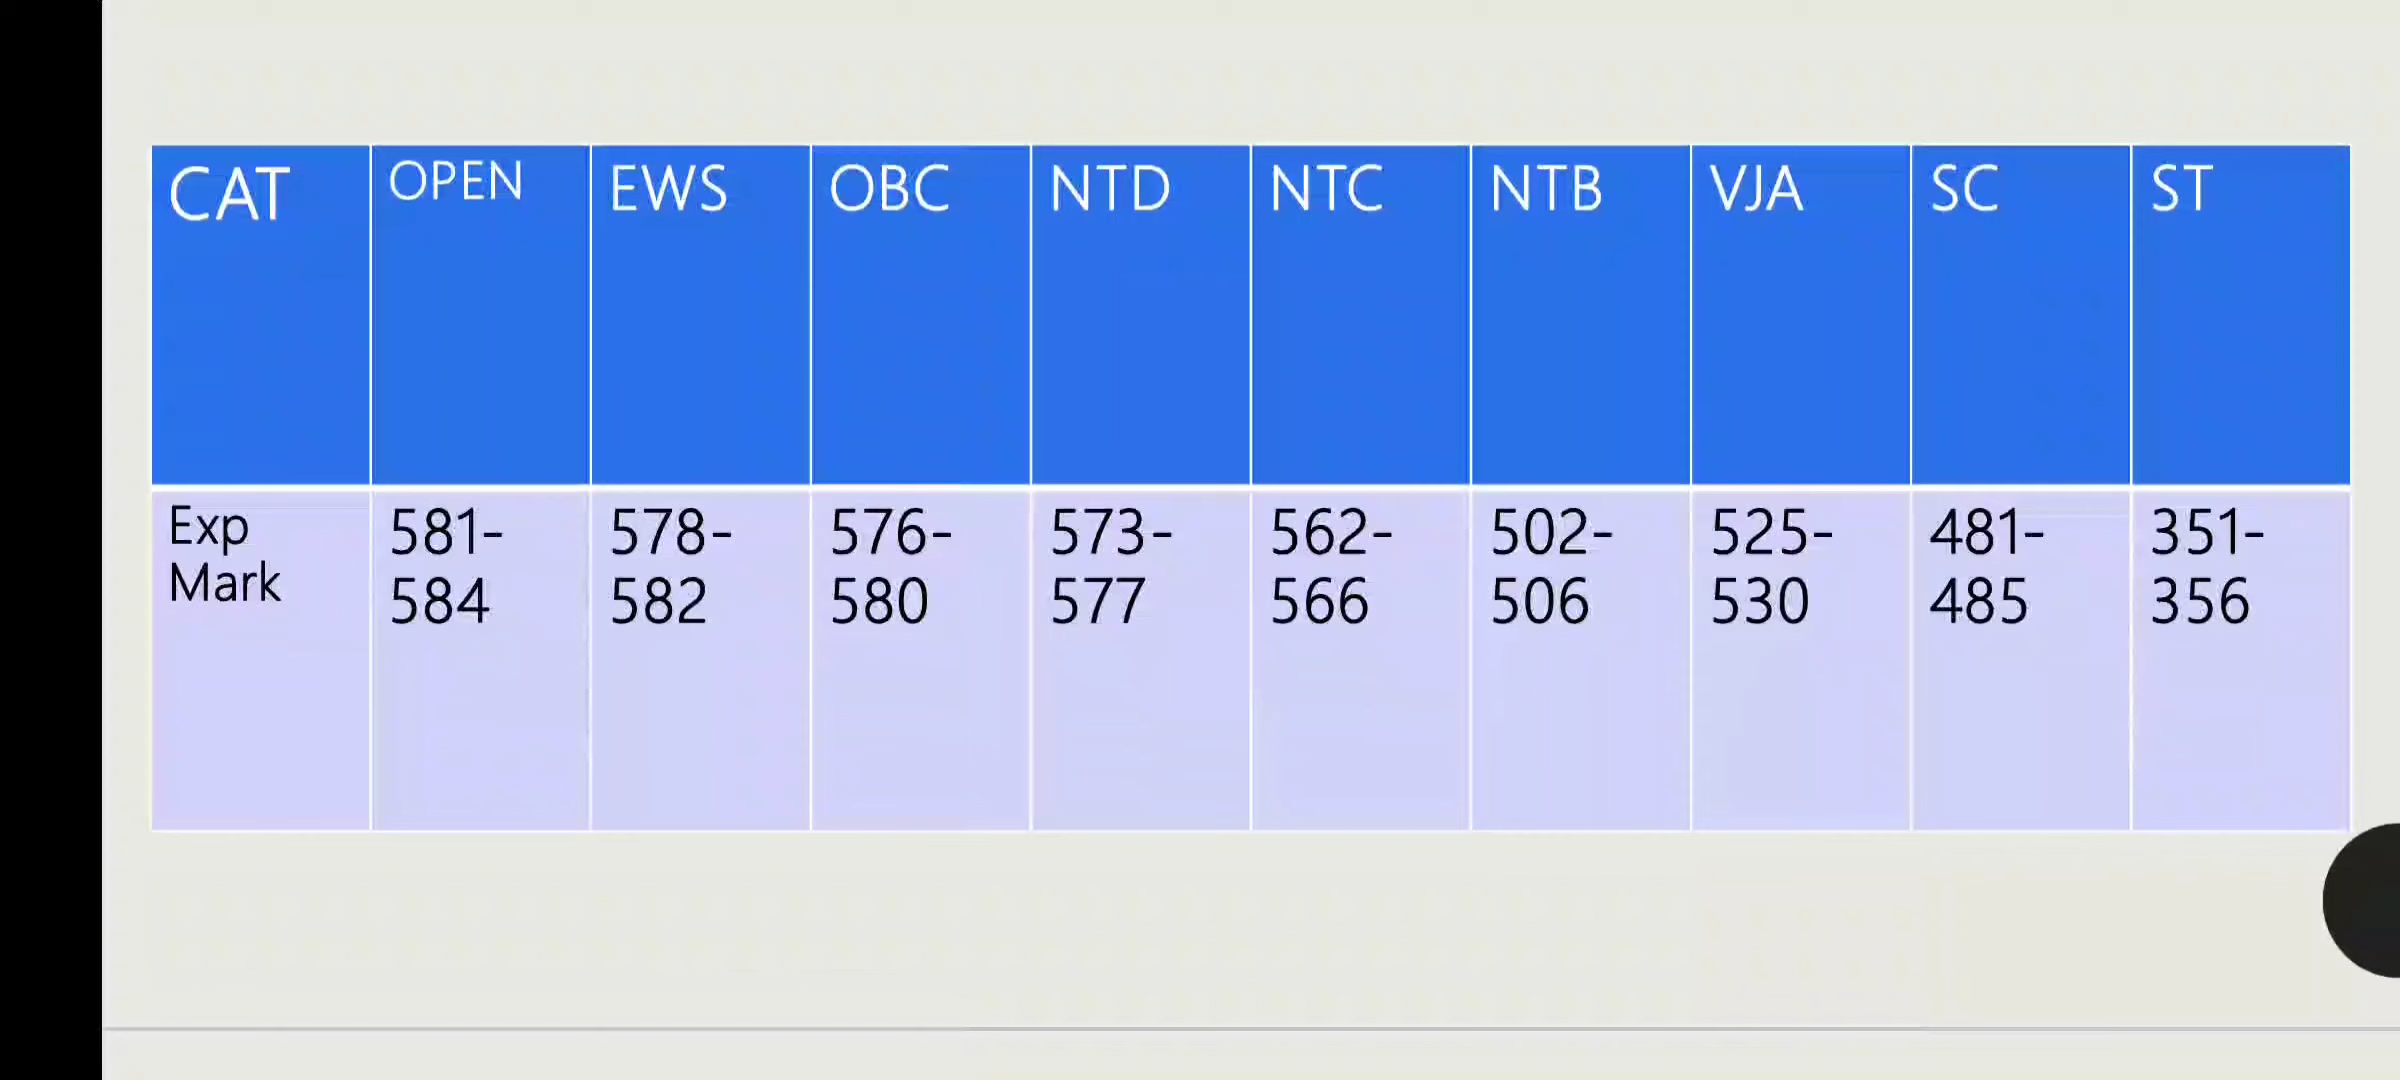 CAT OPEN EWS OBC NTD NTC NTB VJA SC ST
Exp 581- 578- 576- 573- 562- 502- 525- 481- 351-
Mark 584 582 580 577 566 506 530 485 356